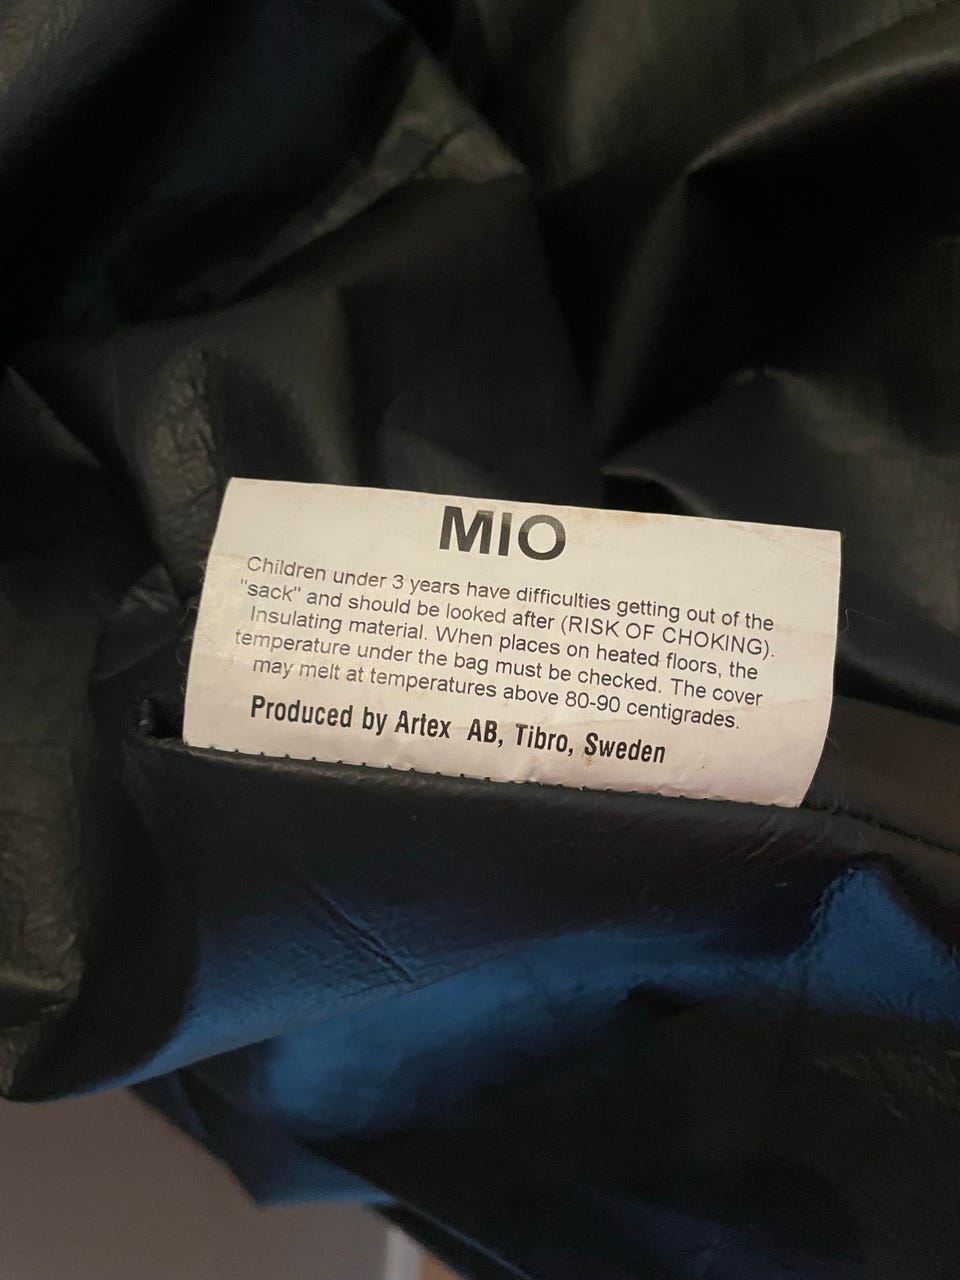 MIO
Children under 3 years have difficulties getting out of the
"sack" and should be looked after (RISK OF CHOKING).
Insulating material. When places on heated floors, the
temperature under the bag must be checked. The cover
may melt at temperatures above 80-90 centigrades.
Produced by Artex AB, Tibro, Sweden